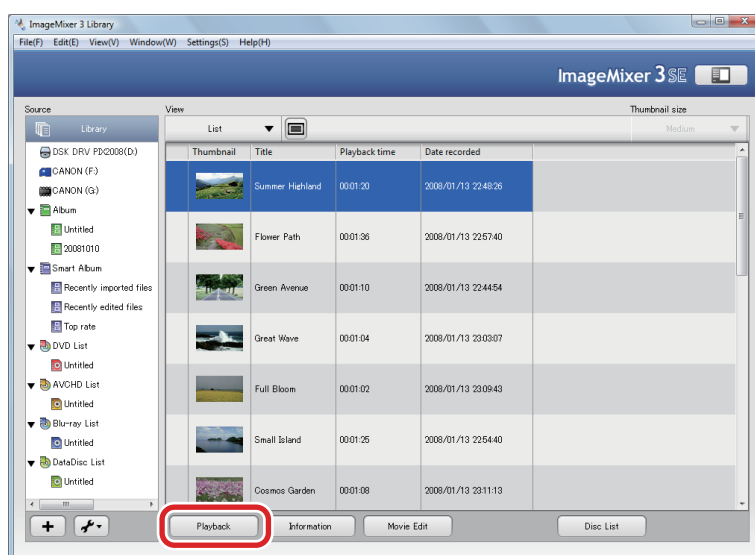 ImageMixer 3 Library
File(F) Edit(E) View(V) Window(W) Settings(S) Help(H)
ImageMixer 3 SE
Source View Thumbnail size
Library List Medium
Thumbnail Title Playback time Date recorded
DSK DRV PDX2008(D:)
CANON (F:)
CANON (G:)
Album
Untitled
20081010
Smart Album
Recently imported files
Recently edited files
Top rate
DVD List
Untitled
AVCHD List
Untitled
Blu-ray List
Untitled
DataDisc List
Untitled
Summer Highland 00:01:20 2008/01/13 22:48:26
Flower Path 00:01:36 2008/01/13 22:57:40
Green Avenue 00:01:10 2008/01/13 22:44:54
Great Wave 00:01:04 2008/01/13 23:03:07
Full Bloom 00:01:02 2008/01/13 23:09:43
Small Island 00:01:25 2008/01/13 22:54:40
Cosmos Garden 00:01:08 2008/01/13 23:11:13
Playback Information Movie Edit Disc List